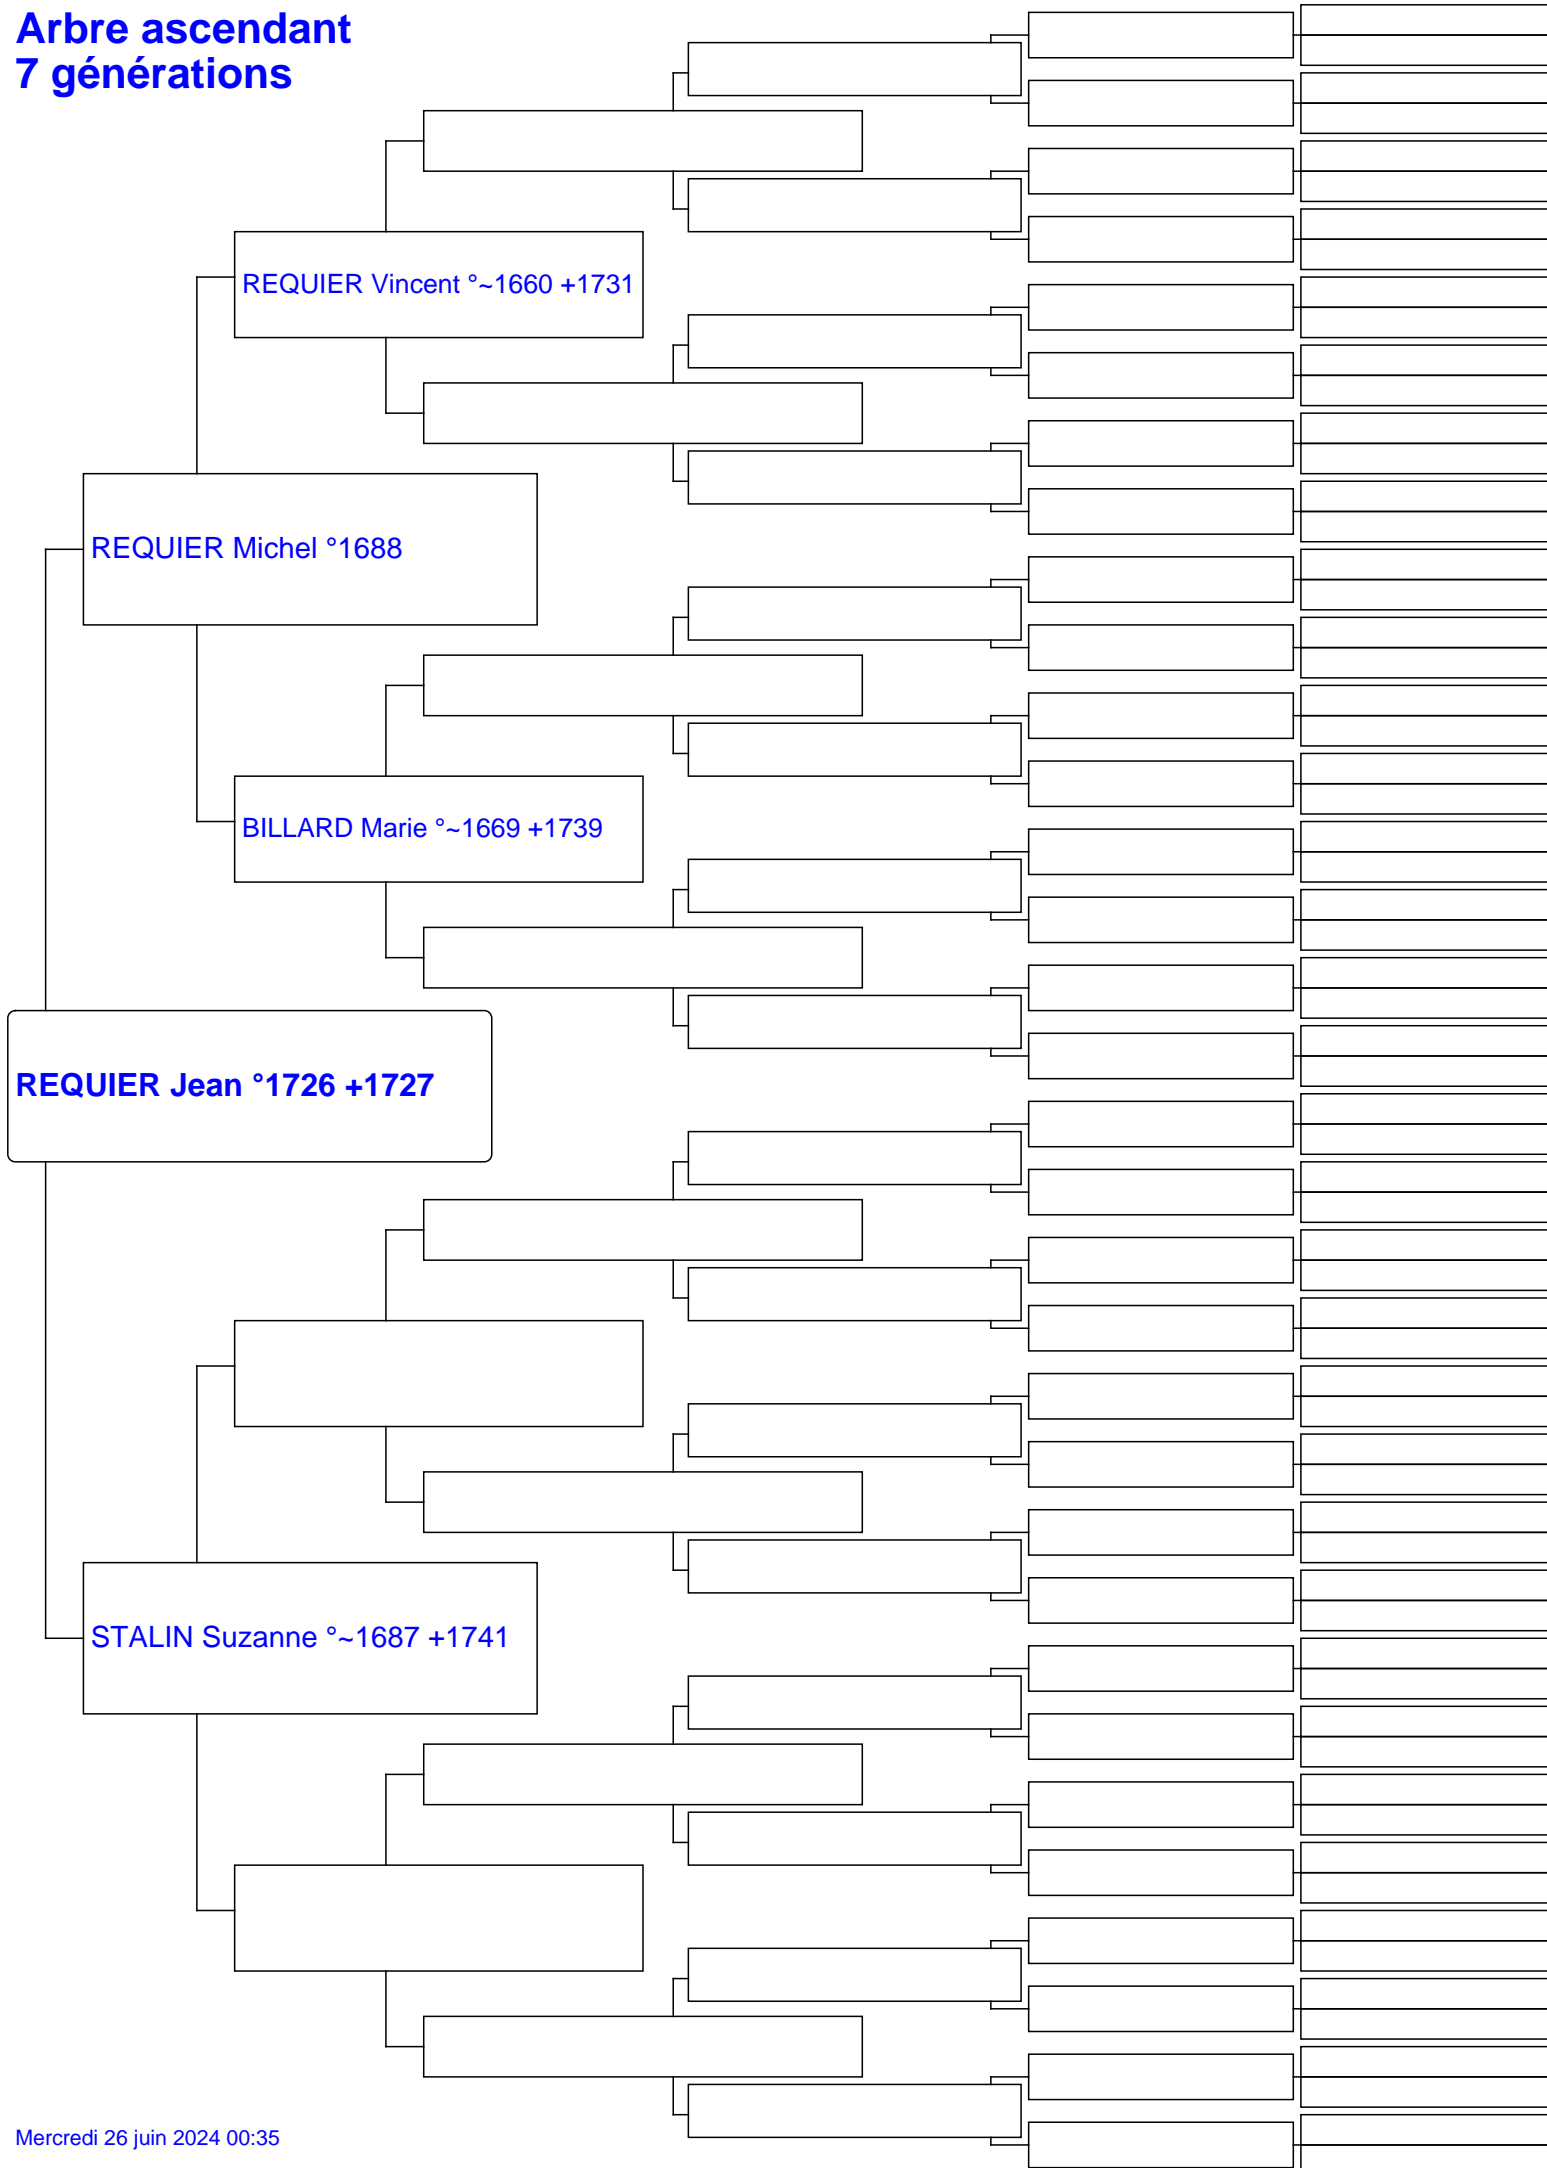 Arbre ascendant
7 générations
REQUIER Vincent °~1660 +1731
REQUIER Michel °1688
BILLARD Marie °~1669 +1739
REQUIER Jean °1726 +1727
STALIN Suzanne °~1687 +1741
Mercredi 26 juin 2024 00:35